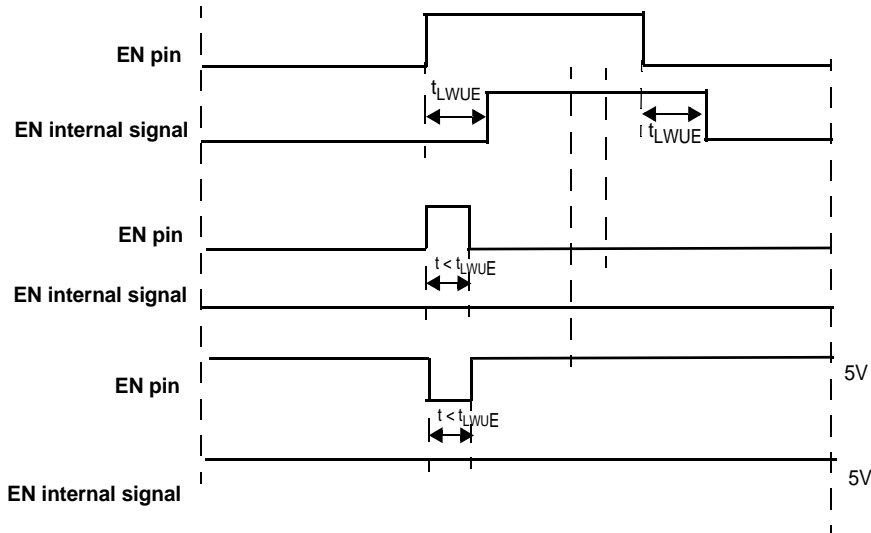 EN pin
tLWUE
EN internal signal
tLWUE
EN pin
t < tLWUE
EN internal signal
EN pin
5V
t < tLWUE
EN internal signal
5V